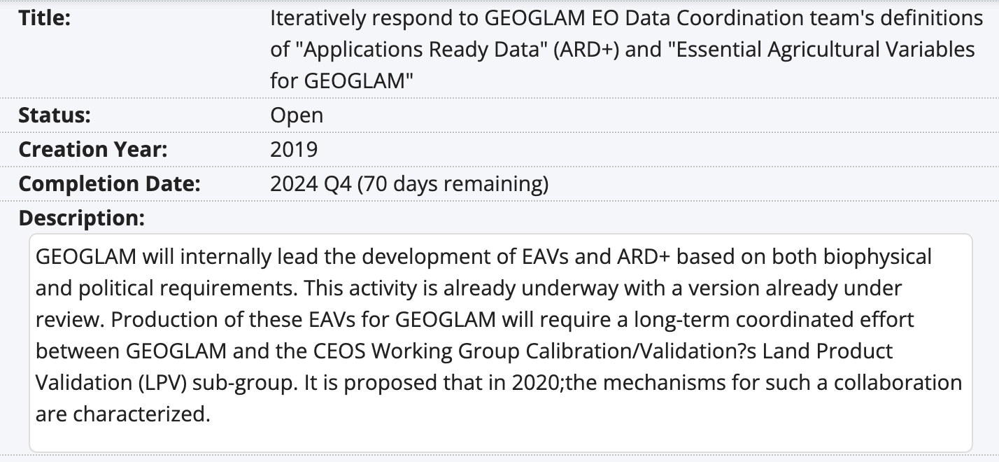 Title: Iteratively respond to GEOGLAM EO Data Coordination team's definitions
of "Applications Ready Data" (ARD+) and "Essential Agricultural Variables
for GEOGLAM"
Status: Open
Creation Year: 2019
Completion Date: 2024 Q4 (70 days remaining)
Description:
GEOGLAM will internally lead the development of EAVs and ARD+ based on both biophysical
and political requirements. This activity is already underway with a version already under
review. Production of these EAVs for GEOGLAM will require a long-term coordinated effort
between GEOGLAM and the CEOS Working Group Calibration/Validation?s Land Product
Validation (LPV) sub-group. It is proposed that in 2020;the mechanisms for such a collaboration
are characterized.